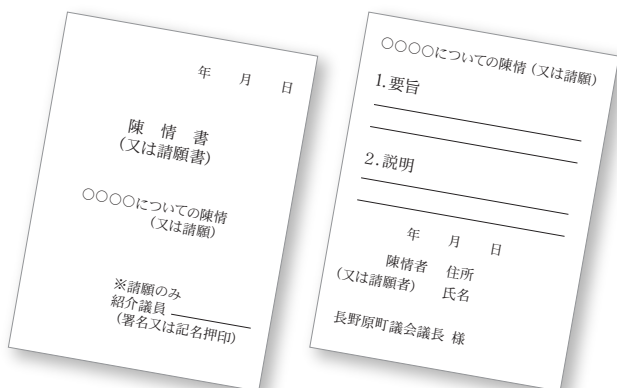 年 月 日
陳 情 書
(又は請願書)
○○○○についての陳情
(又は請願)
※請願のみ
紹介議員
(署名又は記名押印)
○○○○についての陳情(又は請願)
1.要旨
2.説明
年 月 日
陳情者 住所
(又は請願者) 氏名
長野原町議会議長 様